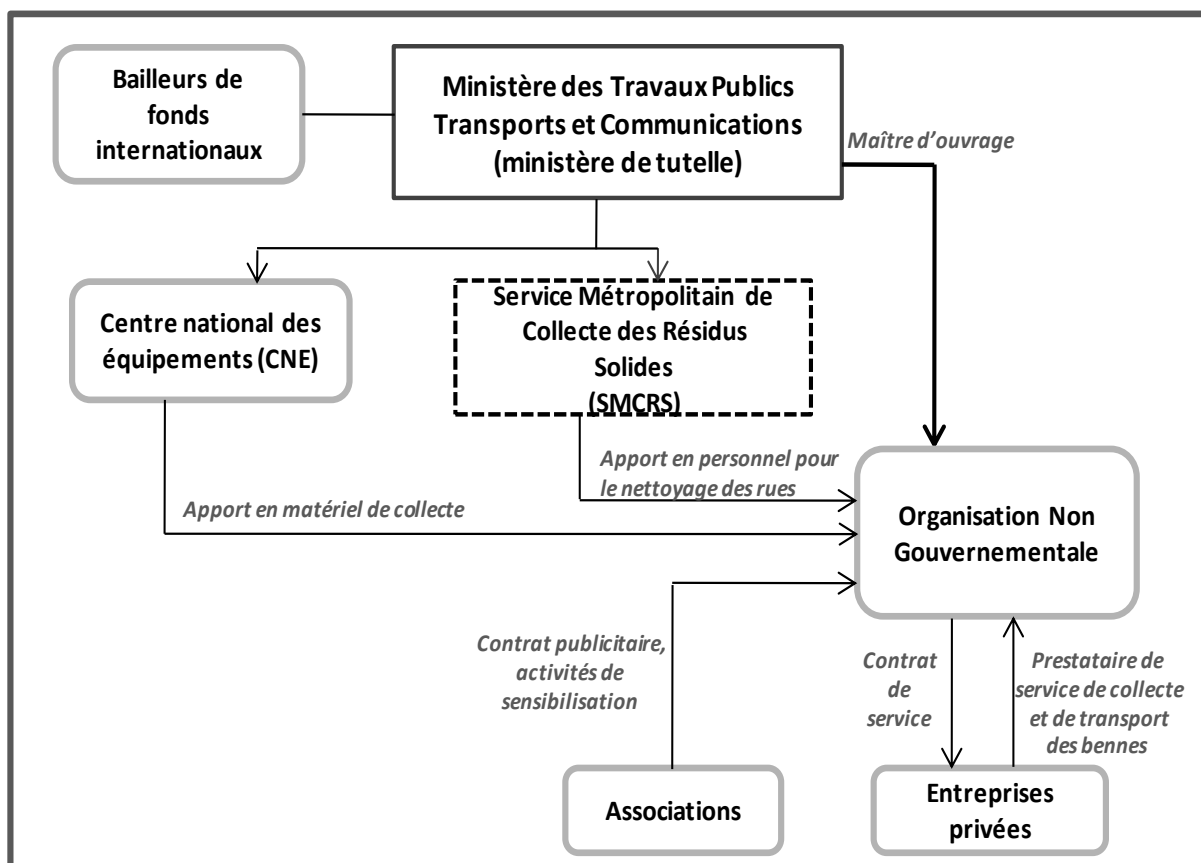 Bailleurs de
fonds
internationaux
Ministère des Travaux Publics
Transports et Communications
(ministère de tutelle)
Maître d’ouvrage
Centre national des
équipements (CNE)
Service Métropolitain de
Collecte des Résidus
Solides
(SMCRS)
Apport en personnel pour
le nettoyage des rues
Apport en matériel de collecte
Organisation Non
Gouvernementale
Contrat publicitaire,
activités de
sensibilisation
Contrat
de
service
Prestataire de
service de collecte
et de transport
des bennes
Associations
Entreprises
privées